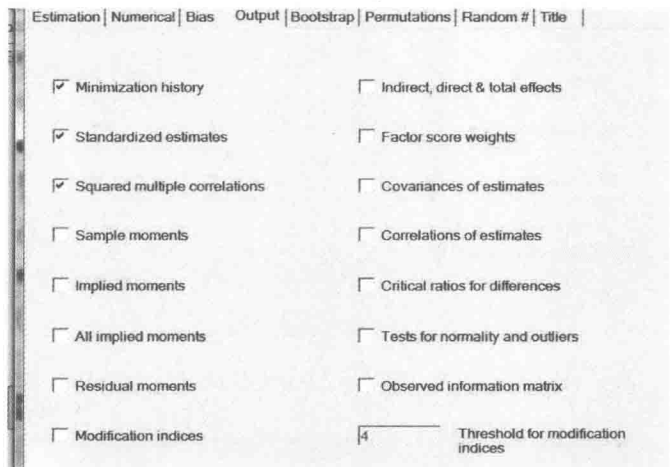 Estimation | Numerical | Bias Output | Bootstrap | Permutations | Random # | Title |
Minimization history
Indirect, direct & total effects
Standardized estimates
Factor score weights
Squared multiple correlations
Covariances of estimates
Sample moments
Correlations of estimates
Implied moments
Critical ratios for differences
All implied moments
Tests for normality and outliers
Residual moments
Observed information matrix
Modification indices
4
Threshold for modification
indices